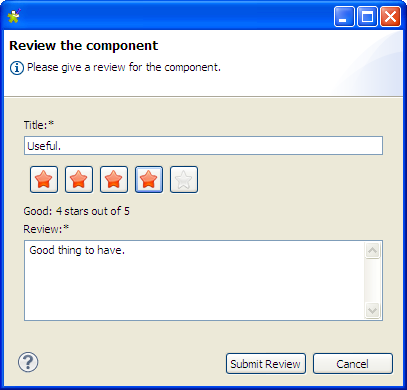 Review the component
Please give a review for the component.
Title:*
Useful.
Good: 4 stars out of 5
Review:*
Good thing to have.
?
Submit Review
Cancel